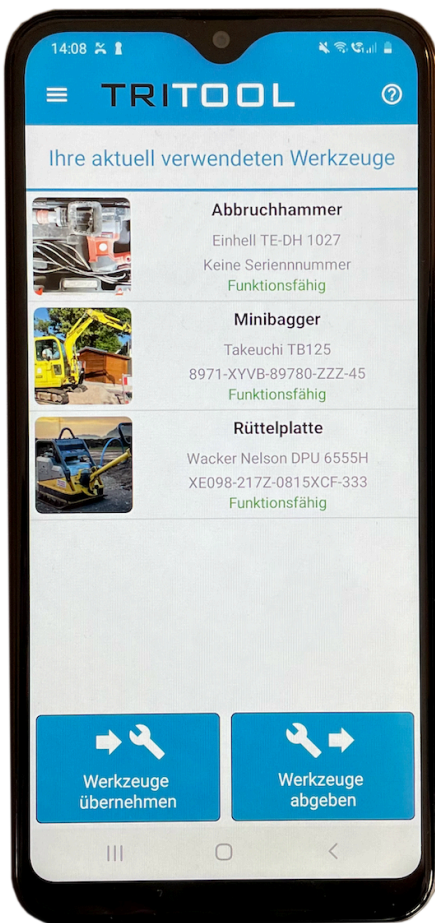 14:08
TRITOOL
Ihre aktuell verwendeten Werkzeuge
Abbruchhammer
Einhell TE-DH 1027
Keine Seriennnummer
Funktionsfähig
Minibagger
Takeuchi TB125
8971-XYVB-89780-ZZZ-45
Funktionsfähig
Rüttelplatte
Wacker Nelson DPU 6555H
XE098-217Z-0815XCF-333
Funktionsfähig
Werkzeuge
übernehmen
Werkzeuge
abgeben